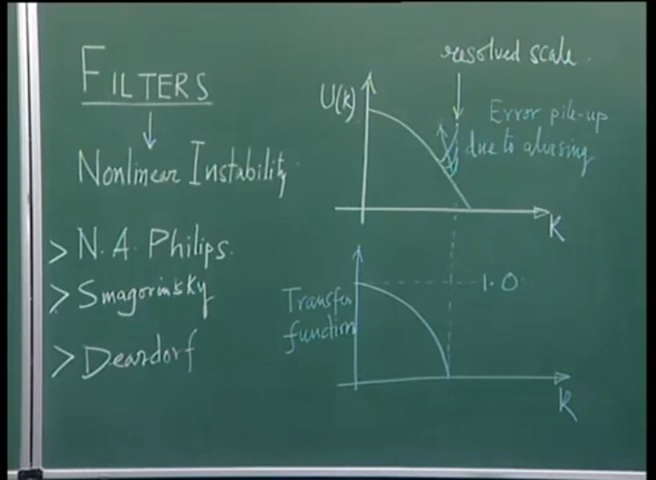 FILTERS
Nonlinear Instability
> N. A. Philips.
> Smagorinsky
> Deardorf
resolved scale.
U(k)
Error pile-up
due to aliasing
K
Transfer
function
1.0
K